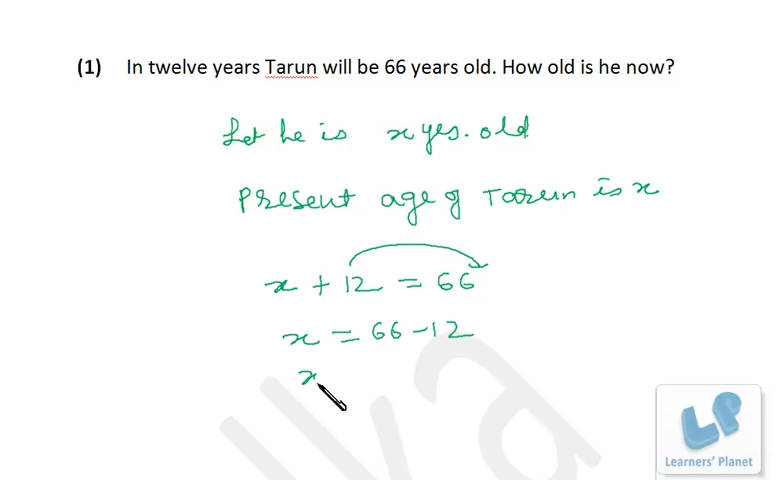 (1) In twelve years Tarun will be 66 years old. How old is he now?
Let he is x yrs. old
Present age of Tarun is x
x + 12 = 66
x = 66 - 12
x
LP
Learners' Planet